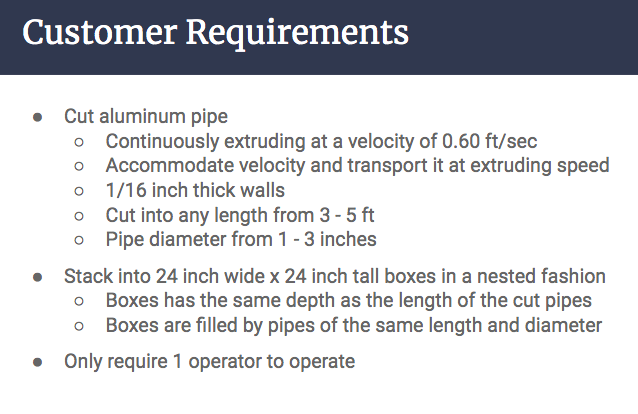 Customer Requirements
● Cut aluminum pipe
○ Continuously extruding at a velocity of 0.60 ft/sec
○ Accommodate velocity and transport it at extruding speed
○ 1/16 inch thick walls
○ Cut into any length from 3 - 5 ft
○ Pipe diameter from 1 - 3 inches
● Stack into 24 inch wide x 24 inch tall boxes in a nested fashion
○ Boxes has the same depth as the length of the cut pipes
○ Boxes are filled by pipes of the same length and diameter
● Only require 1 operator to operate